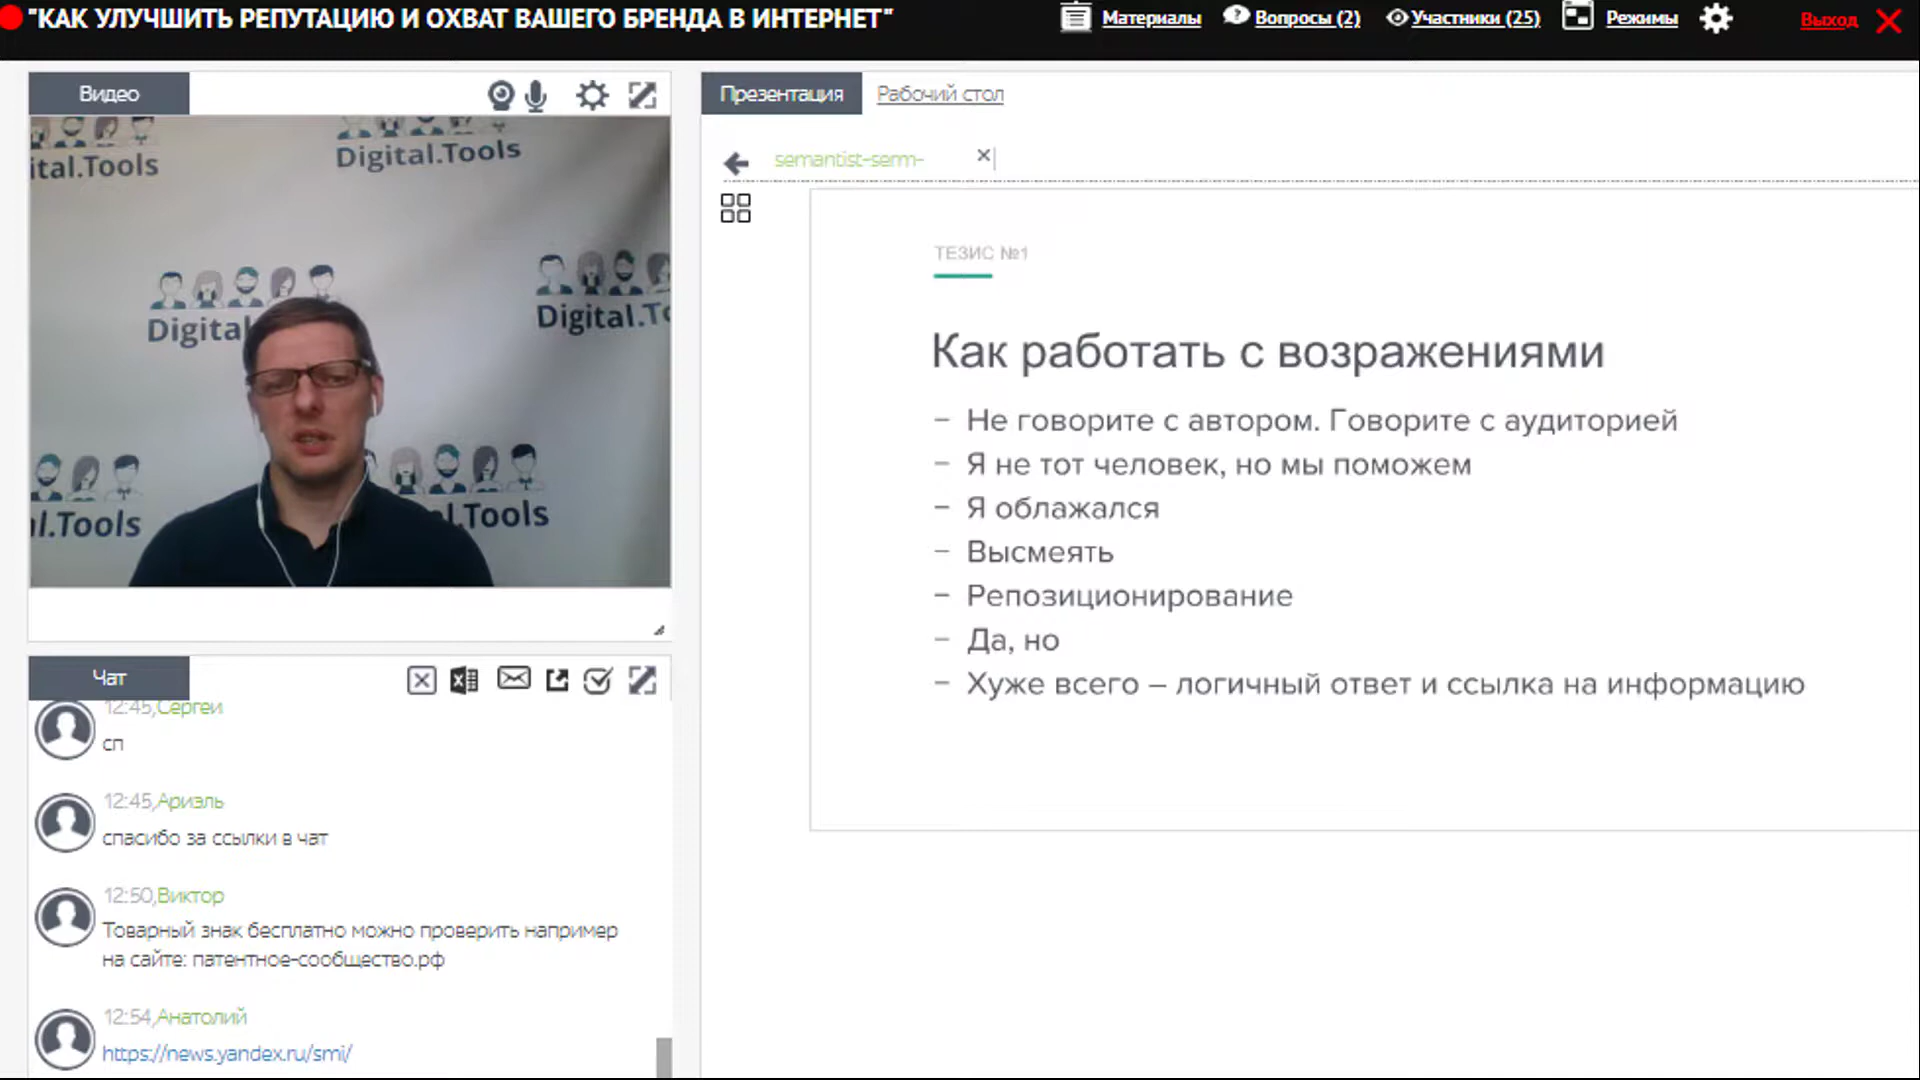 "КАК УЛУЧШИТЬ РЕПУТАЦИЮ И ОХВАТ ВАШЕГО БРЕНДА В ИНТЕРНЕТ"
Материалы
Вопросы (2)
Участники (25)
Режимы
Выход
Видео
ital.Tools
Digital.Tools
Digital
Digital.To
al.Tools
l.Tools
Чат
12:45,Сергей
сп
12:45,Ариэль
спасибо за ссылки в чат
12:50,Виктор
Товарный знак бесплатно можно проверить например
на сайте: патентное-сообщество.рф
12:54,Анатолий
https://news.yandex.ru/smi/
Презентация
Рабочий стол
semantist-serm-
ТЕЗИС №1
Как работать с возражениями
– Не говорите с автором. Говорите с аудиторией
– Я не тот человек, но мы поможем
– Я облажался
– Высмеять
– Репозиционирование
– Да, но
– Хуже всего – логичный ответ и ссылка на информацию